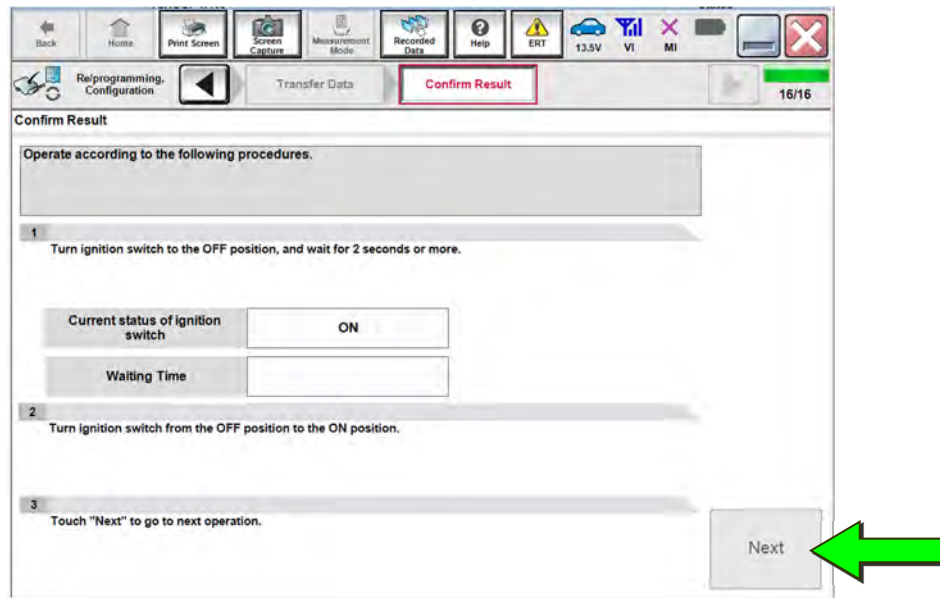 Back
Home
Print Screen
Screen
Capture
Measurement
Mode
Recorded
Data
Help
ERT
13.5V
VI
MI
Re/programming,
Configuration
Transfer Data
Confirm Result
16/16
Confirm Result
Operate according to the following procedures.
1
Turn ignition switch to the OFF position, and wait for 2 seconds or more.
Current status of ignition
switch
ON
Waiting Time
2
Turn ignition switch from the OFF position to the ON position.
3
Touch "Next" to go to next operation.
Next